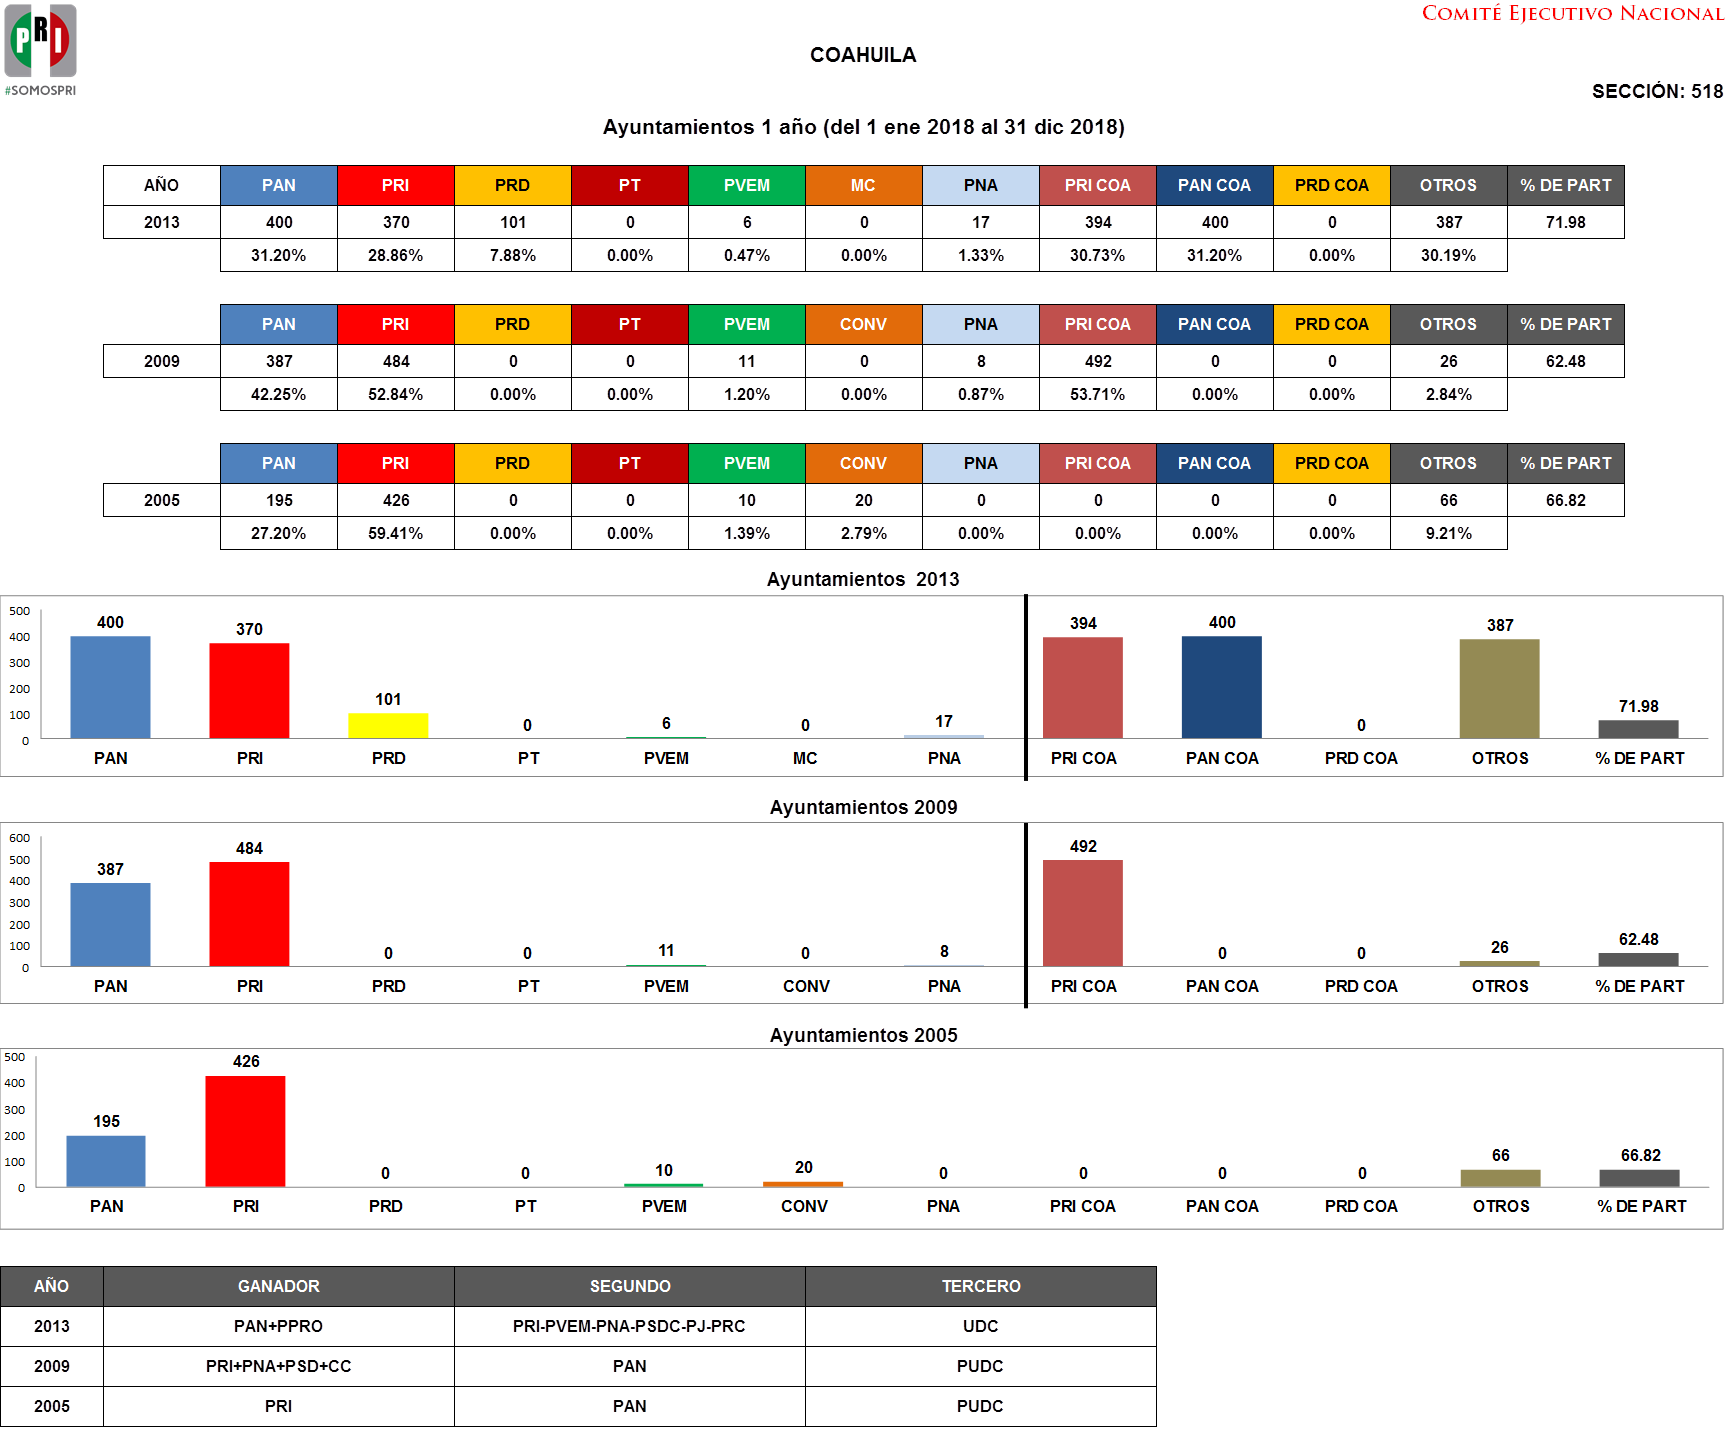 PRI
#SOMOSPRI
COMITÉ EJECUTIVO NACIONAL
COAHUILA
SECCIÓN: 518
Ayuntamientos 1 año (del 1 ene 2018 al 31 dic 2018)
AÑO PAN PRI PRD PT PVEM MC PNA PRI COA PAN COA PRD COA OTROS % DE PART
2013 400 370 101 0 6 0 17 394 400 0 387 71.98
31.20% 28.86% 7.88% 0.00% 0.47% 0.00% 1.33% 30.73% 31.20% 0.00% 30.19%
PAN PRI PRD PT PVEM CONV PNA PRI COA PAN COA PRD COA OTROS % DE PART
2009 387 484 0 0 11 0 8 492 0 0 26 62.48
42.25% 52.84% 0.00% 0.00% 1.20% 0.00% 0.87% 53.71% 0.00% 0.00% 2.84%
PAN PRI PRD PT PVEM CONV PNA PRI COA PAN COA PRD COA OTROS % DE PART
2005 195 426 0 0 10 20 0 0 0 0 66 66.82
27.20% 59.41% 0.00% 0.00% 1.39% 2.79% 0.00% 0.00% 0.00% 0.00% 9.21%
Ayuntamientos 2013
500
400
300
200
100
0
400 370 101 0 6 0 17 394 400 0 387 71.98
PAN PRI PRD PT PVEM MC PNA PRI COA PAN COA PRD COA OTROS % DE PART
Ayuntamientos 2009
600
500
400
300
200
100
0
387 484 0 0 11 0 8 492 0 0 26 62.48
PAN PRI PRD PT PVEM CONV PNA PRI COA PAN COA PRD COA OTROS % DE PART
Ayuntamientos 2005
500
400
300
200
100
0
195 426 0 0 10 20 0 0 0 0 66 66.82
PAN PRI PRD PT PVEM CONV PNA PRI COA PAN COA PRD COA OTROS % DE PART
AÑO GANADOR SEGUNDO TERCERO
2013 PAN+PPRO PRI-PVEM-PNA-PSDC-PJ-PRC UDC
2009 PRI+PNA+PSD+CC PAN PUDC
2005 PRI PAN PUDC